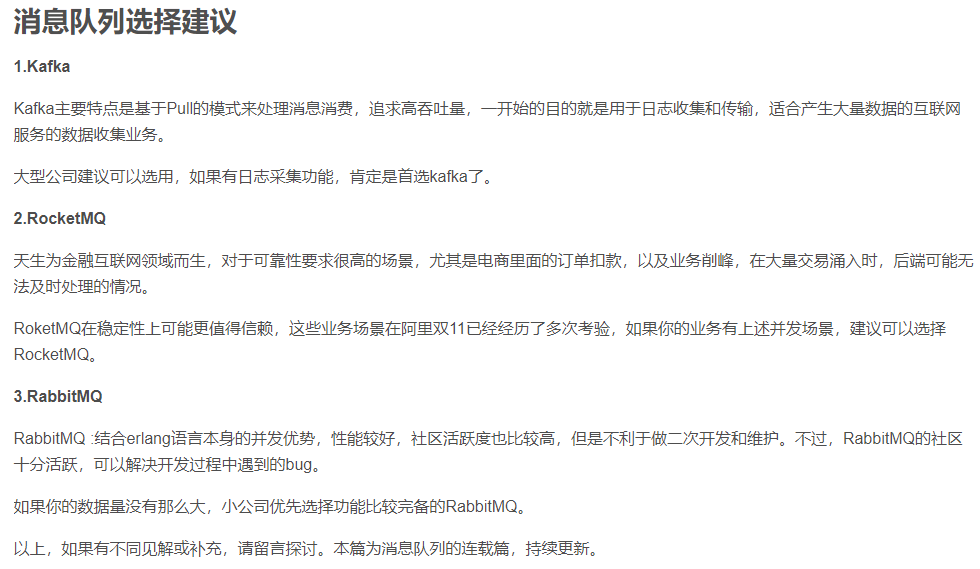 消息队列选择建议
1.Kafka
Kafka主要特点是基于Pull的模式来处理消息消费，追求高吞吐量，一开始的目的就是用于日志收集和传输，适合产生大量数据的互联网
服务的数据收集业务。
大型公司建议可以选用，如果有日志采集功能，肯定是首选kafka了。
2.RocketMQ
天生为金融互联网领域而生，对于可靠性要求很高的场景，尤其是电商里面的订单扣款，以及业务削峰，在大量交易涌入时，后端可能无
法及时处理的情况。
RoketMQ在稳定性上可能更值得信赖，这些业务场景在阿里双11已经经历了多次考验，如果你的业务有上述并发场景，建议可以选择
RocketMQ。
3.RabbitMQ
RabbitMQ :结合erlang语言本身的并发优势，性能较好，社区活跃度也比较高，但是不利于做二次开发和维护。不过，RabbitMQ的社区
十分活跃，可以解决开发过程中遇到的bug。
如果你的数据量没有那么大，小公司优先选择功能比较完备的RabbitMQ。
以上，如果有不同见解或补充，请留言探讨。本篇为消息队列的连载篇，持续更新。